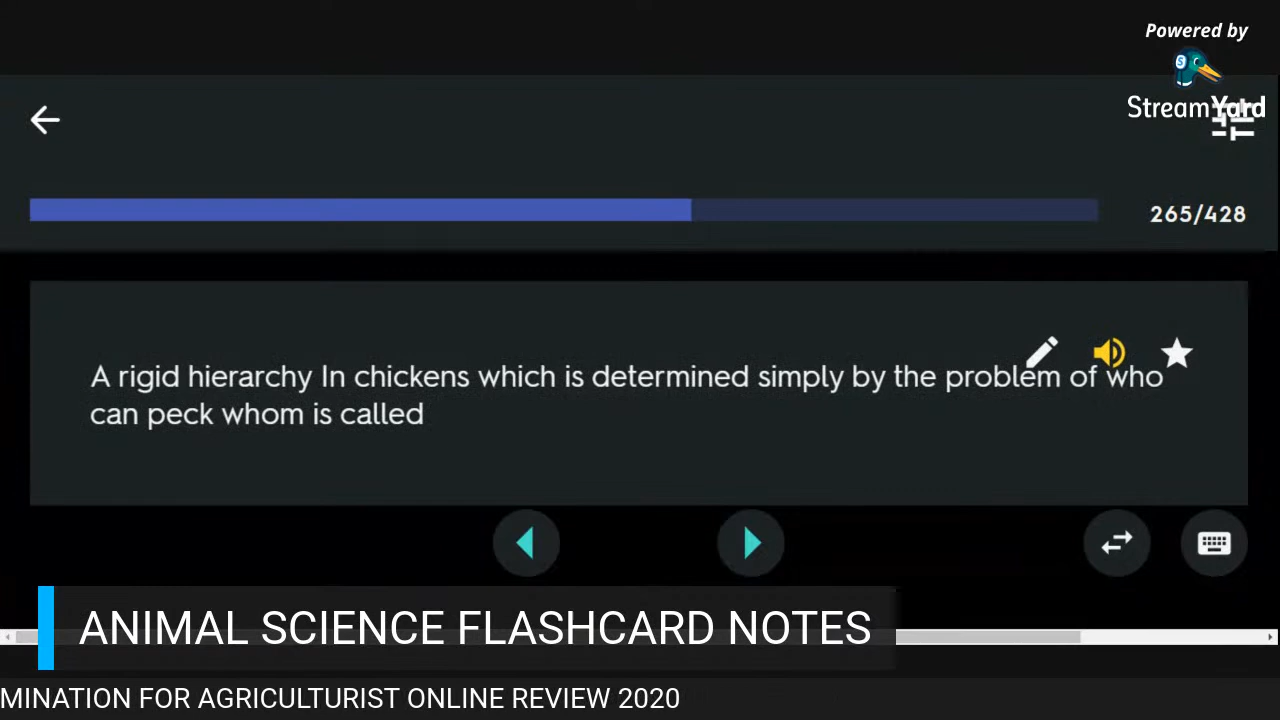 Powered by
StreamYard
265/428
A rigid hierarchy In chickens which is determined simply by the problem of who
can peck whom is called
ANIMAL SCIENCE FLASHCARD NOTES
MINATION FOR AGRICULTURIST ONLINE REVIEW 2020